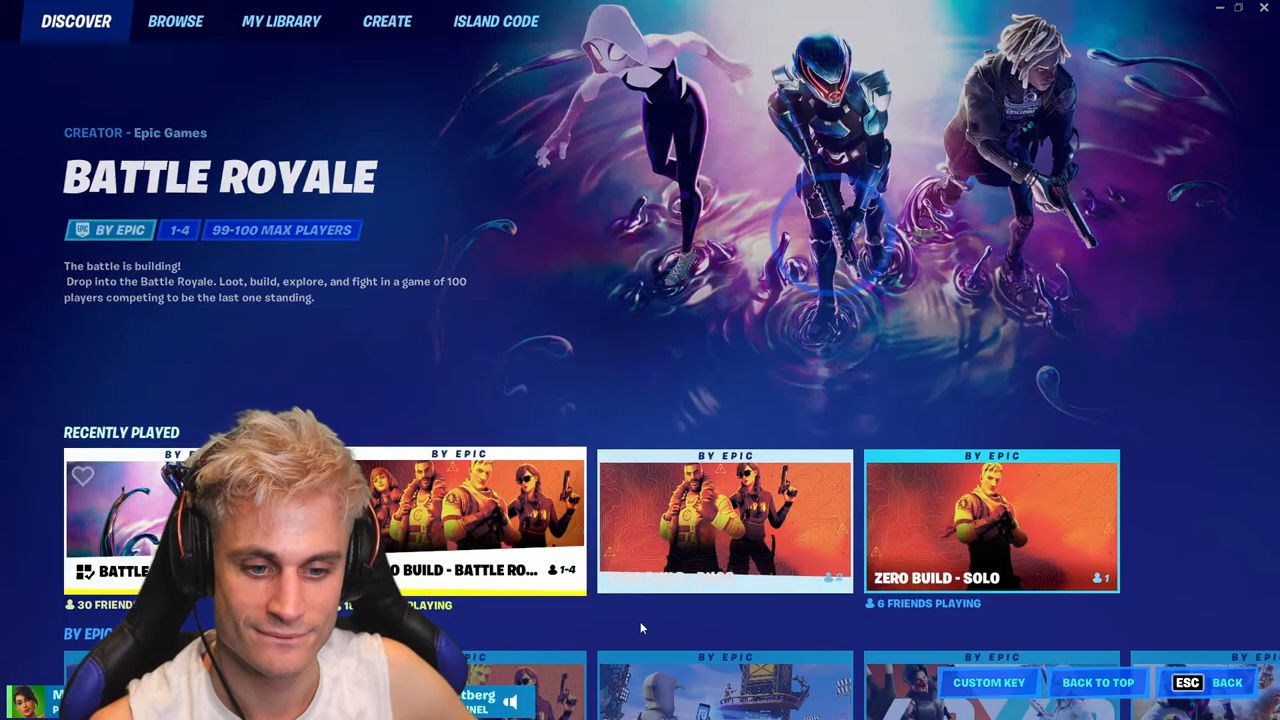 DISCOVER
BROWSE
MY LIBRARY
CREATE
ISLAND CODE
CREATOR - Epic Games
BATTLE ROYALE
BY EPIC
1-4
99-100 MAX PLAYERS
The battle is building!
Drop into the Battle Royale. Loot, build, explore, and fight in a game of 100
players competing to be the last one standing.
RECENTLY PLAYED
BY EPIC
BY EPIC
BY EPIC
BATTLE
O BUILD - BATTLE RO...
1-4
2
ZERO BUILD - SOLO
1
30 FRIEND
PLAYING
6 FRIENDS PLAYING
BY EPIC
BY EPIC
BY EPIC
BY EPIC
CUSTOM KEY
BACK TO TOP
ESC
BACK
tberg
NNEL